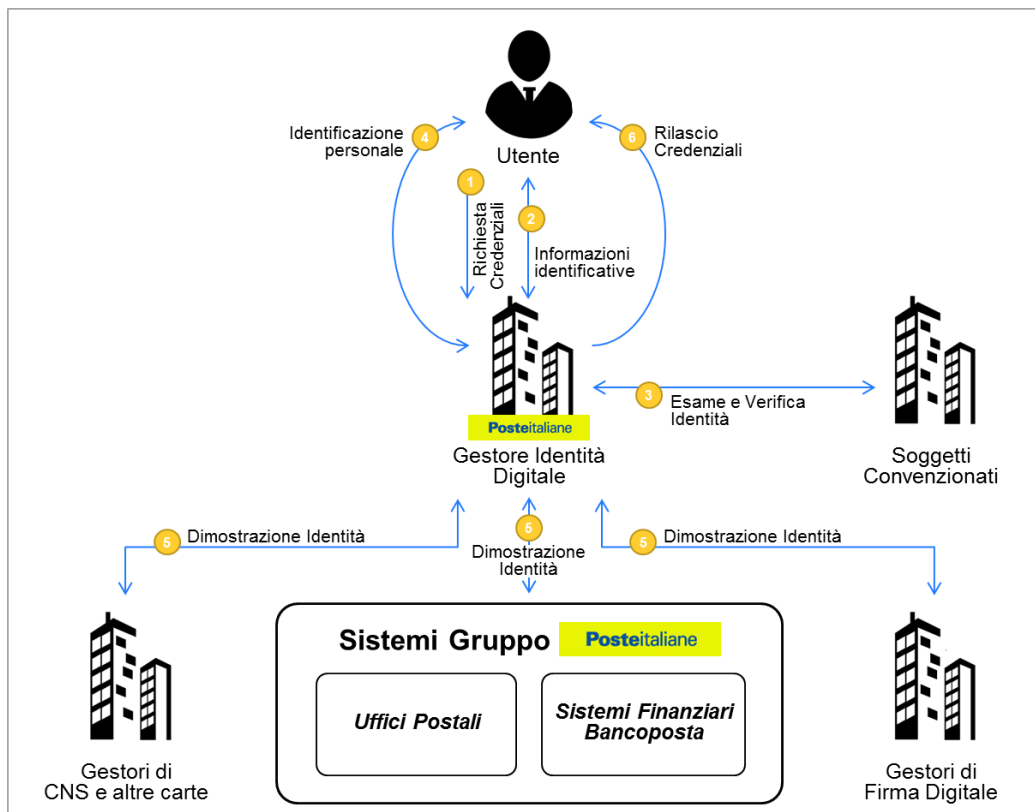 Identificazione
personale
4
6
Rilascio
Credenziali
Utente
1
Richiesta
Credenziali
2
Informazioni
identificative
3
Esame e Verifica
Identità
Posteitaliane
Gestore Identità
Digitale
Soggetti
Convenzionati
5
Dimostrazione Identità
5
Dimostrazione
Identità
5
Dimostrazione Identità
Sistemi Gruppo Posteitaliane
Uffici Postali
Sistemi Finanziari
Bancoposta
Gestori di
CNS e altre carte
Gestori di
Firma Digitale